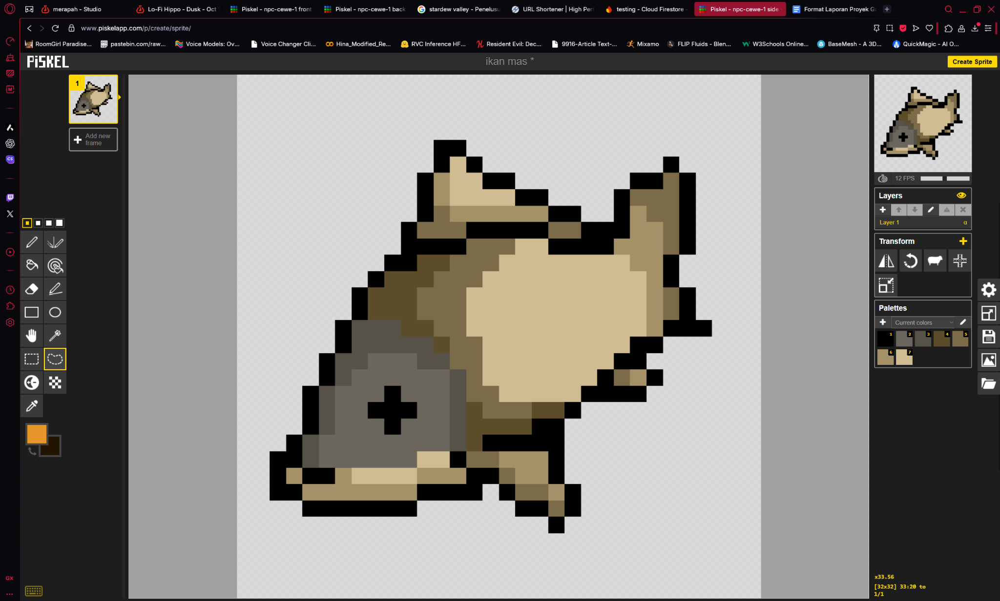 merapah - Studio
Lo-Fi Hippo - Dusk - Oct
Piskel - npc-cewe-1 front
Piskel - npc-cewe-1 back
stardew valley - Penelusu
URL Shortener | High Per
testing - Cloud Firestore -
Piskel - npc-cewe-1 side
Format Laporan Proyek Ga
www.piskelapp.com/p/create/sprite/
RoomGirl Paradise...
pastebin.com/raw...
Voice Models: Ov...
Voice Changer Cli...
Hina_Modified_Re...
RVC Inference HF...
Resident Evil: Dec...
9916-Article Text-...
Mixamo
FLIP Fluids - Blen...
W3Schools Online...
BaseMesh - A 3D...
QuickMagic - AI O...
PiSKEL
ikan mas *
Create Sprite
1
Add new
frame
12 FPS
Layers
Layer 1
α
Transform
Palettes
Current colors
1
2
3
4
5
6
7
CS
M
GX
x33.56
[32x32] 33:20 to
1/1